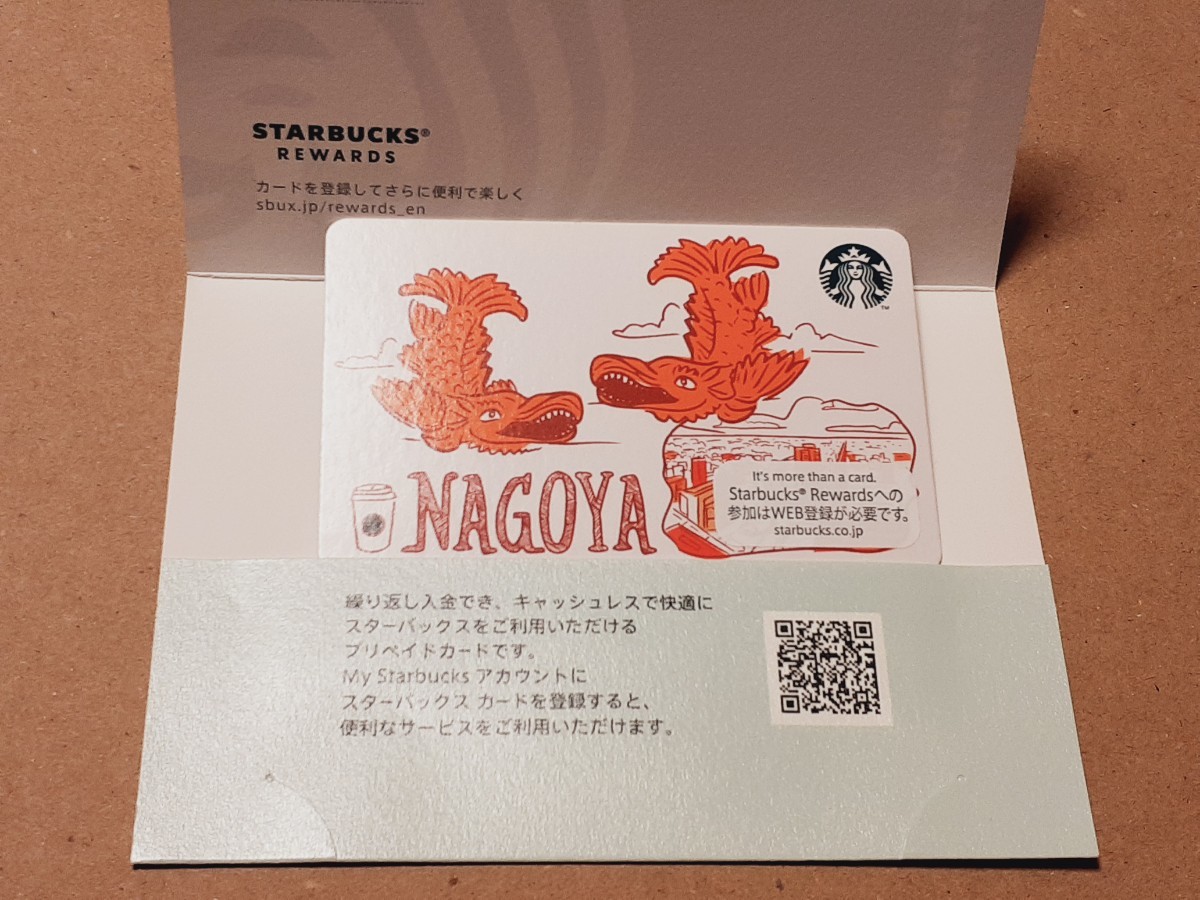 STARBUCKS®
REWARDS
カードを登録してさらに便利で楽しく
sbux.jp/rewards_en
TM
NAGOYA
It's more than a card.
Starbucks® Rewardsへの
参加はWEB登録が必要です。
starbucks.co.jp
繰り返し入金でき、キャッシュレスで快適に
スターバックスをご利用いただける
プリペイドカードです。
My Starbucks アカウントに
スターバックス カードを登録すると、
便利なサービスをご利用いただけます。